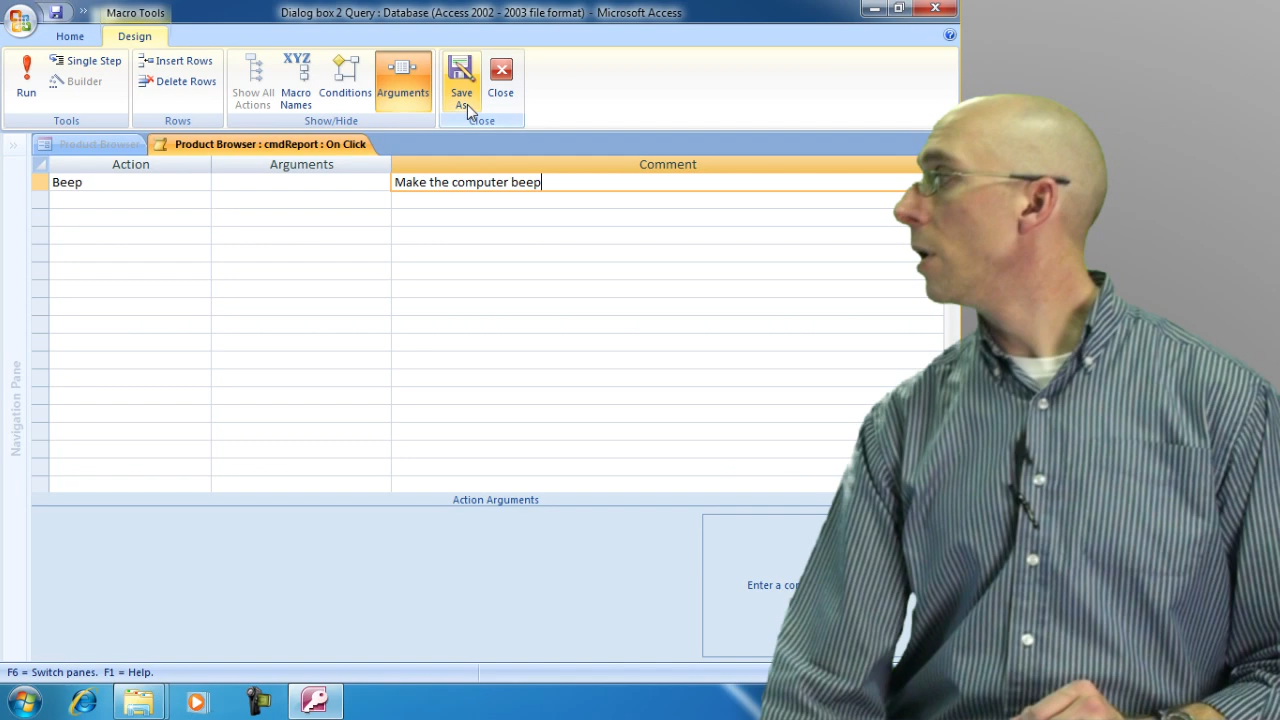 Macro Tools
Dialog box 2 Query : Database (Access 2002 - 2003 file format) - Microsoft Access
Home
Design
Run
Single Step
Builder
Tools
Insert Rows
Delete Rows
Rows
Show All Actions
XYZ
Macro Names
Conditions
Arguments
Show/Hide
Save As
Close
Close
Product Browser
Product Browser : cmdReport : On Click
Action
Arguments
Comment
Beep
Make the computer beep
Navigation Pane
Action Arguments
Enter a
F6 = Switch panes. F1 = Help.